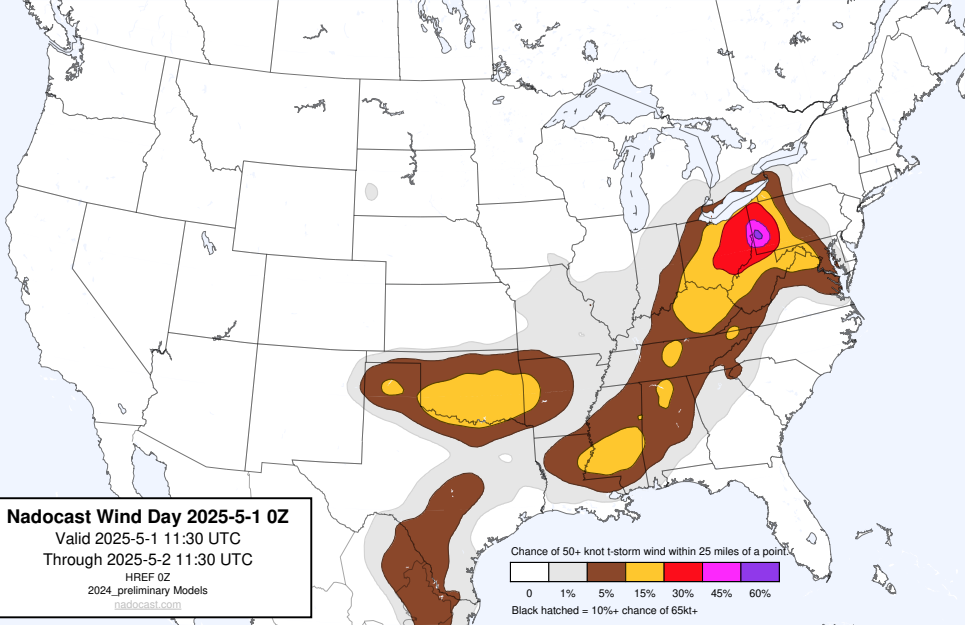 Nadocast Wind Day 2025-5-1 0Z
Valid 2025-5-1 11:30 UTC
Through 2025-5-2 11:30 UTC
HREF 0Z
2024_preliminary Models
nadocast.com
Chance of 50+ knot t-storm wind within 25 miles of a point.
0 1% 5% 15% 30% 45% 60%
Black hatched = 10%+ chance of 65kt+